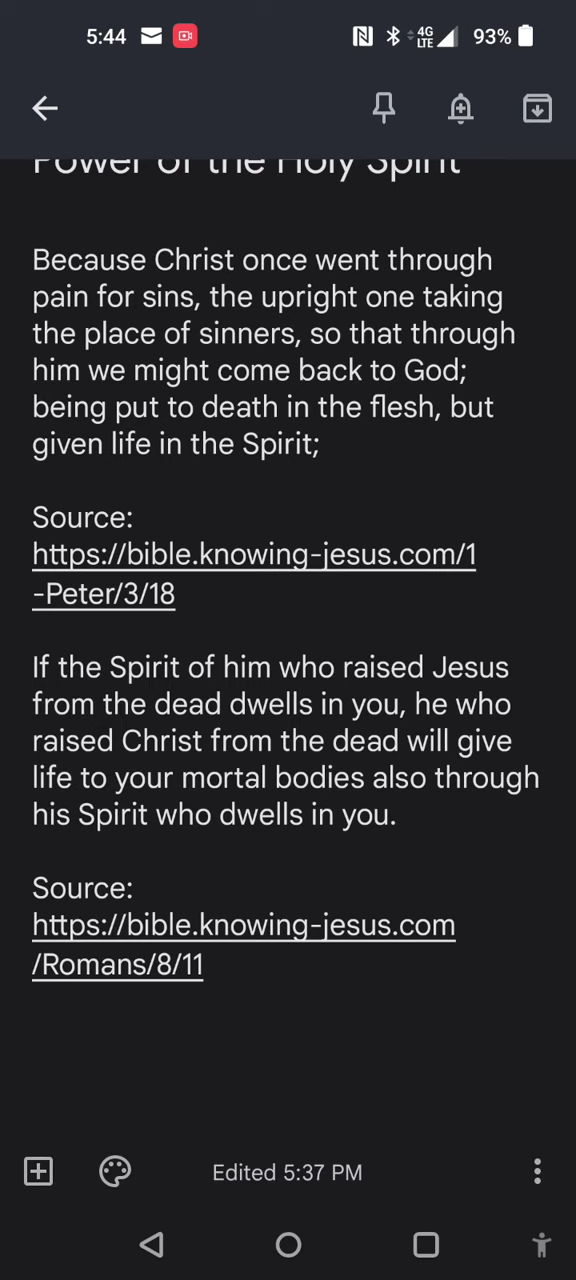 5:44
4G
LTE
93%
Power of the Holy Spirit
Because Christ once went through
pain for sins, the upright one taking
the place of sinners, so that through
him we might come back to God;
being put to death in the flesh, but
given life in the Spirit;
Source:
https://bible.knowing-jesus.com/1
-Peter/3/18
If the Spirit of him who raised Jesus
from the dead dwells in you, he who
raised Christ from the dead will give
life to your mortal bodies also through
his Spirit who dwells in you.
Source:
https://bible.knowing-jesus.com
/Romans/8/11
Edited 5:37 PM